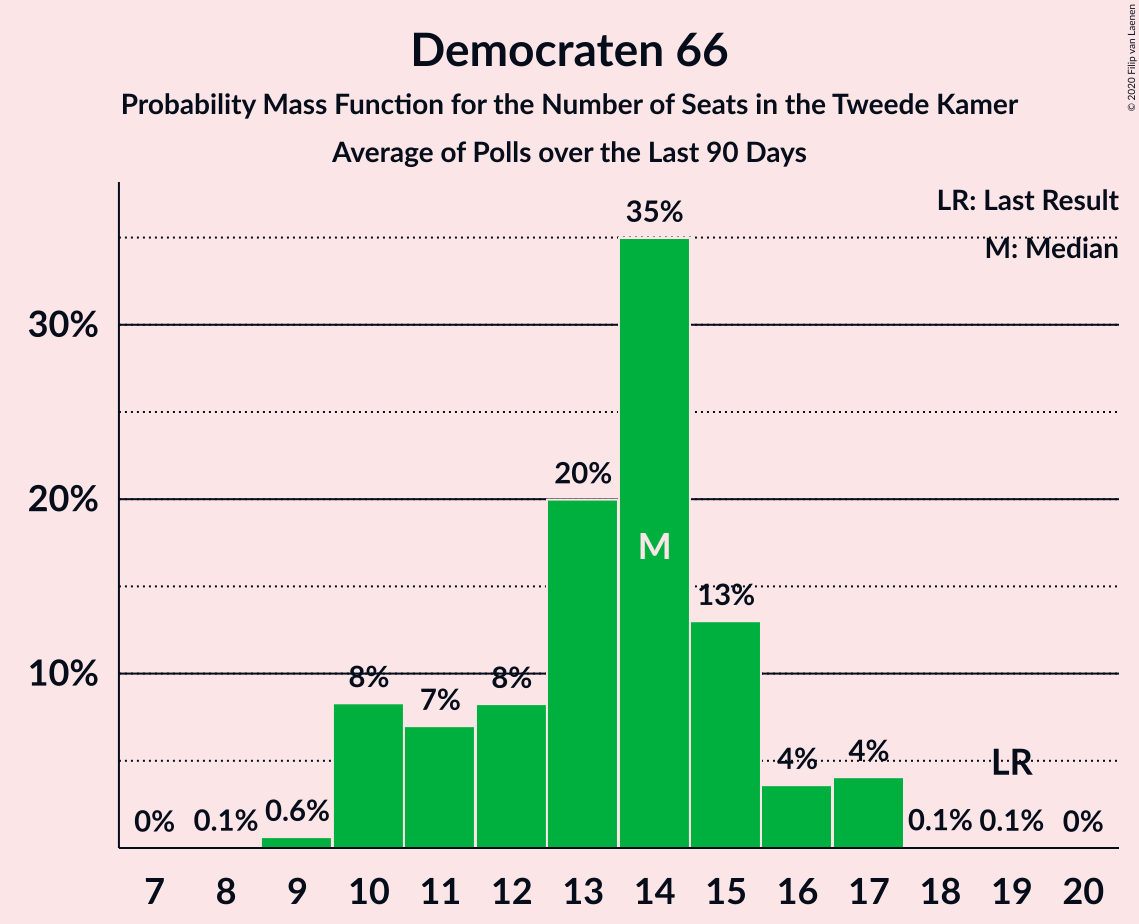 Democraten 66
Probability Mass Function for the Number of Seats in the Tweede Kamer
Average of Polls over the Last 90 Days
© 2020 Filip van Laenen
LR: Last Result
M: Median
35%
30%
20%
20%
M
13%
10%
8%
7%
8%
4%
4%
LR
0%
0.1%
0.6%
0.1%
0.1%
0%
7 8 9 10 11 12 13 14 15 16 17 18 19 20